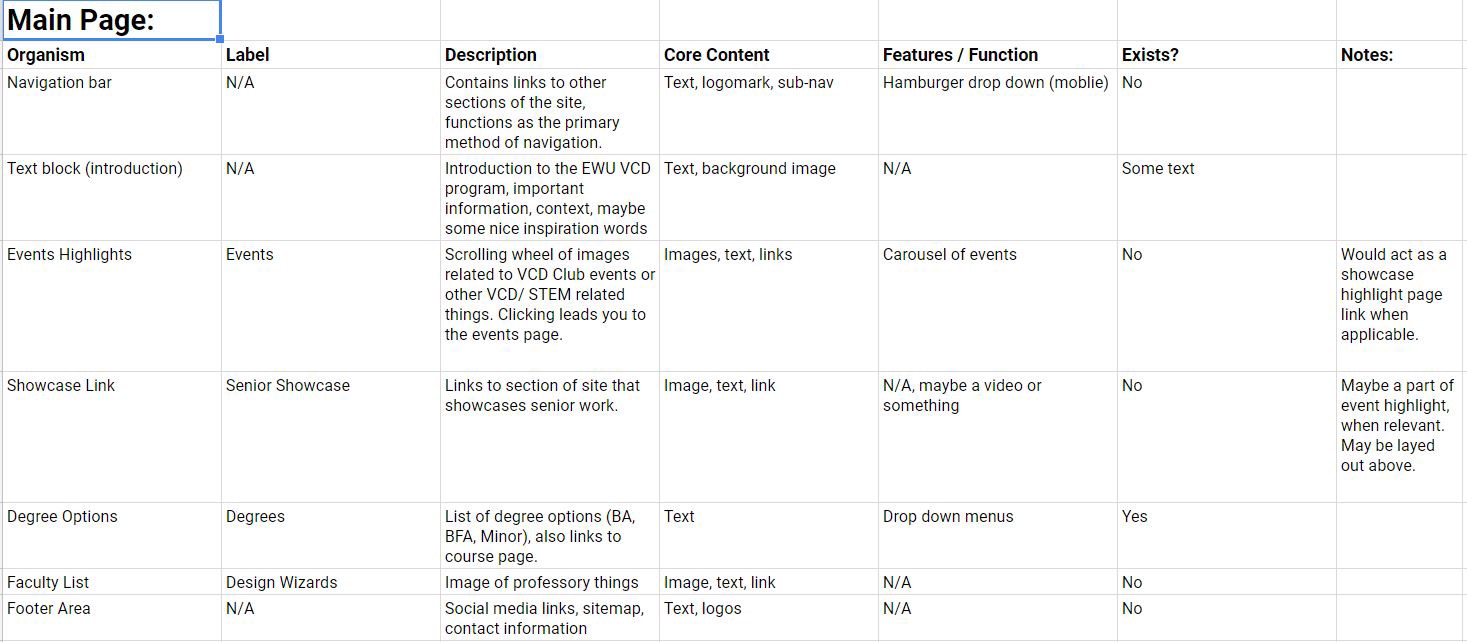 Main Page:
Organism Label Description Core Content Features / Function Exists? Notes:
Navigation bar N/A Contains links to other Text, logomark, sub-nav Hamburger drop down (moblie) No
sections of the site,
functions as the primary
method of navigation.
Text block (introduction) N/A Introduction to the EWU VCD Text, background image N/A Some text
program, important
information, context, maybe
some nice inspiration words
Events Highlights Events Scrolling wheel of images Images, text, links Carousel of events No Would act as a
related to VCD Club events or showcase
other VCD/ STEM related highlight page
things. Clicking leads you to link when
the events page. applicable.
Showcase Link Senior Showcase Links to section of site that Image, text, link N/A, maybe a video or No Maybe a part of
showcases senior work. something event highlight,
when relevant.
May be layed
out above.
Degree Options Degrees List of degree options (BA, Text Drop down menus Yes
BFA, Minor), also links to
course page.
Faculty List Design Wizards Image of professory things Image, text, link N/A No
Footer Area N/A Social media links, sitemap, Text, logos N/A No
contact information